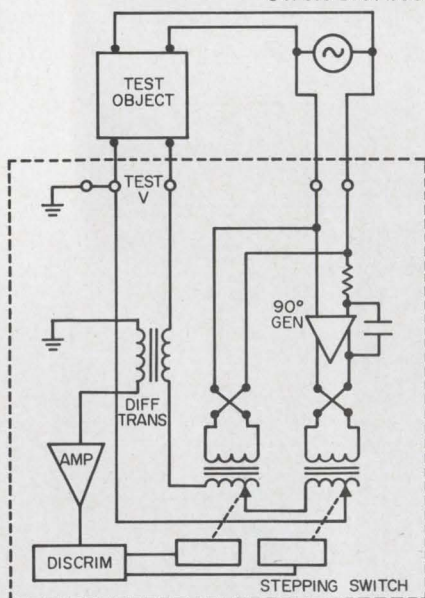 TEST
OBJECT
TEST
V
90°
GEN
DIFF
TRANS
AMP
DISCRIM
STEPPING SWITCH